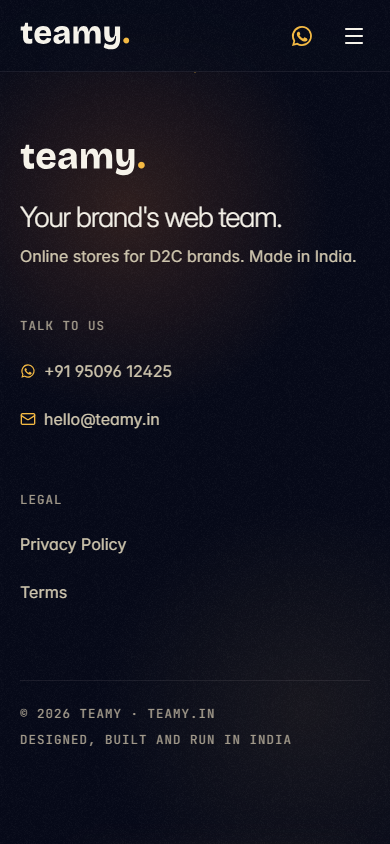 teamy.
teamy.
Your brand's web team.
Online stores for D2C brands. Made in India.
TALK TO US
+91 95096 12425
hello@teamy.in
LEGAL
Privacy Policy
Terms
© 2026 TEAMY · TEAMY.IN
DESIGNED, BUILT AND RUN IN INDIA